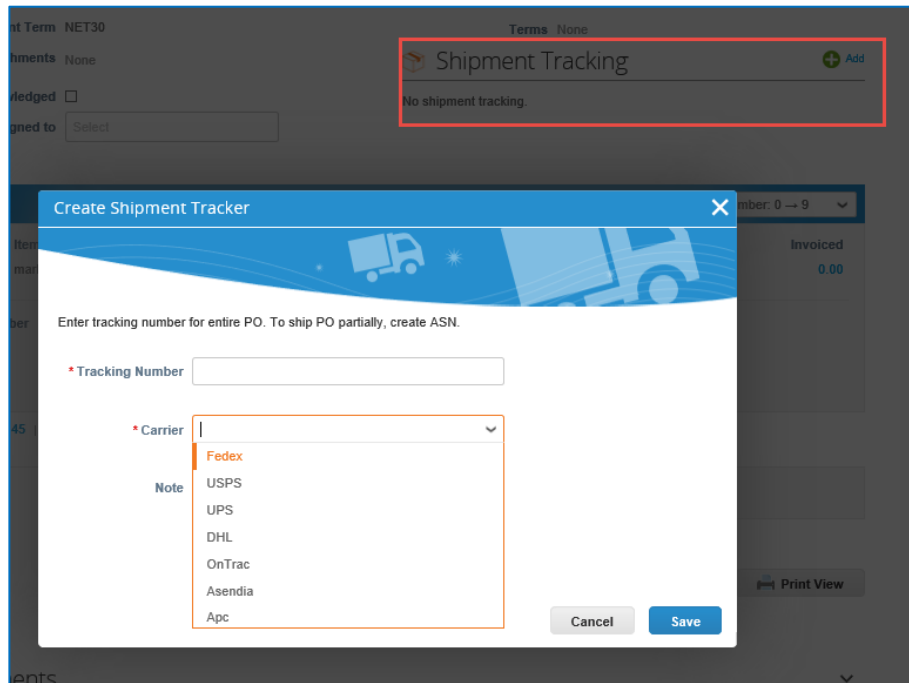 nt Term NET30
Terms None
hments None
Shipment Tracking
Add
wledged
No shipment tracking.
gned to Select
Create Shipment Tracker
mber: 0 → 9
Item
Invoiced
mar
0.00
Enter tracking number for entire PO. To ship PO partially, create ASN.
ber
* Tracking Number
45
* Carrier
Fedex
Note
USPS
UPS
DHL
OnTrac
Asendia
Apc
Print View
Cancel
Save
ents